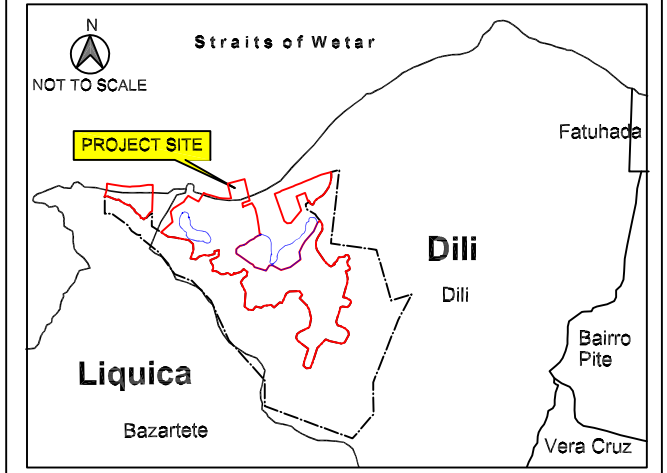 N
Straits of Wetar
NOT TO SCALE
Fatuhada
PROJECT SITE
Dili
Dili
Bairro
Pite
Liquica
Bazartete
Vera Cruz